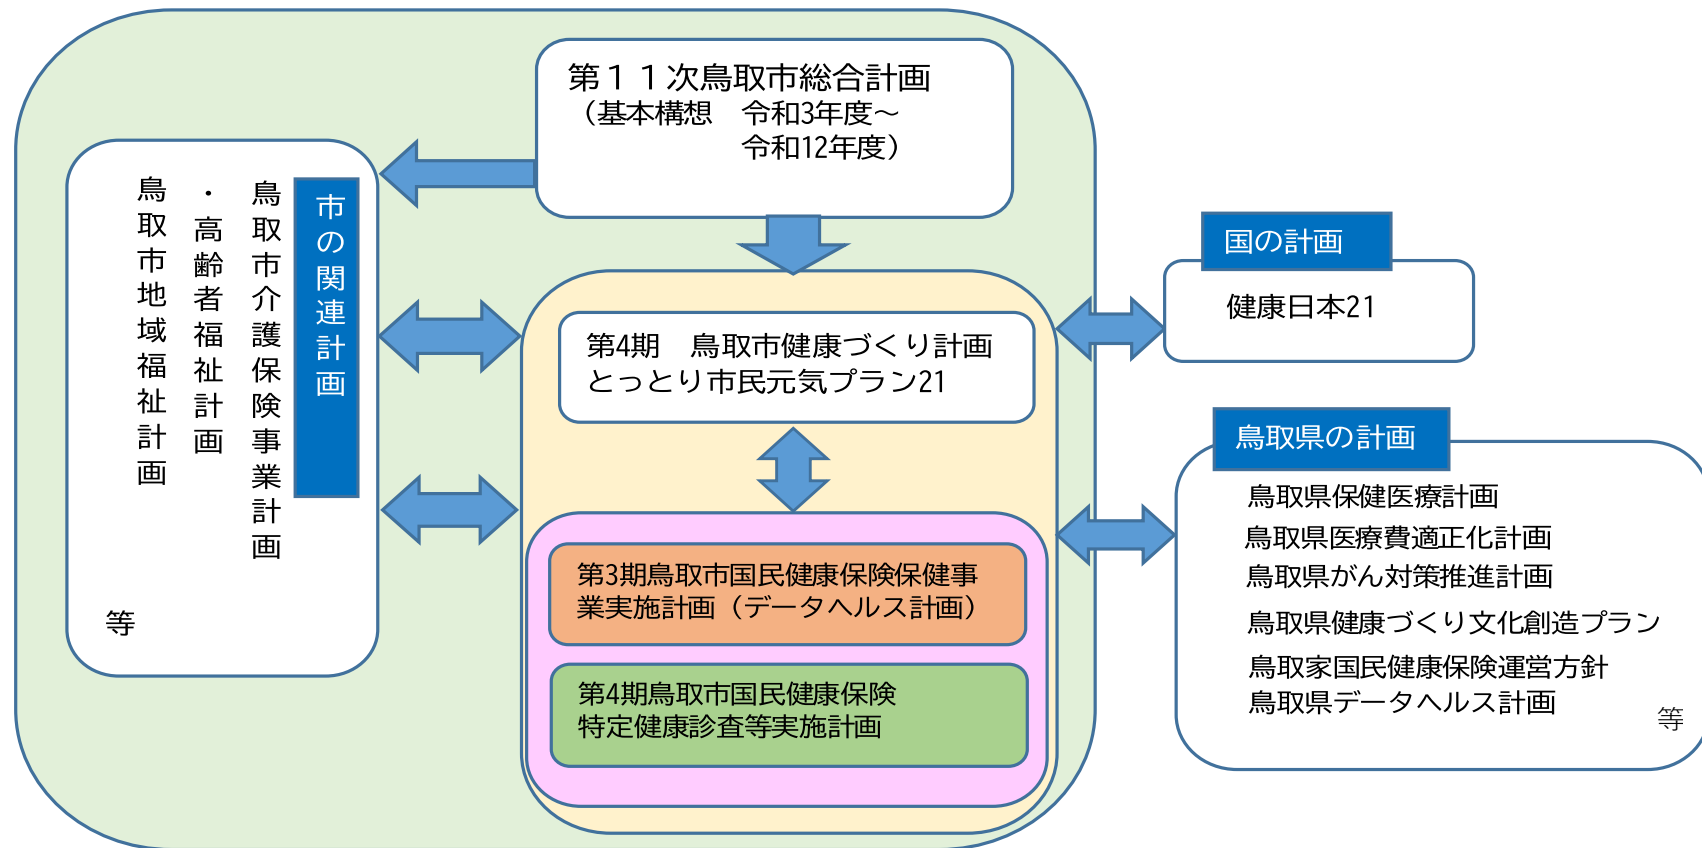 第１１次鳥取市総合計画
（基本構想　令和3年度～
令和12年度）
市の関連計画
鳥取市介護保険事業計画
・高齢者福祉計画
鳥取市地域福祉計画
等
第4期　鳥取市健康づくり計画
とっとり市民元気プラン21
第3期鳥取市国民健康保険保健事
業実施計画（データヘルス計画）
第4期鳥取市国民健康保険
特定健康診査等実施計画
国の計画
健康日本21
鳥取県の計画
鳥取県保健医療計画
鳥取県医療費適正化計画
鳥取県がん対策推進計画
鳥取県健康づくり文化創造プラン
鳥取家国民健康保険運営方針
鳥取県データヘルス計画
等